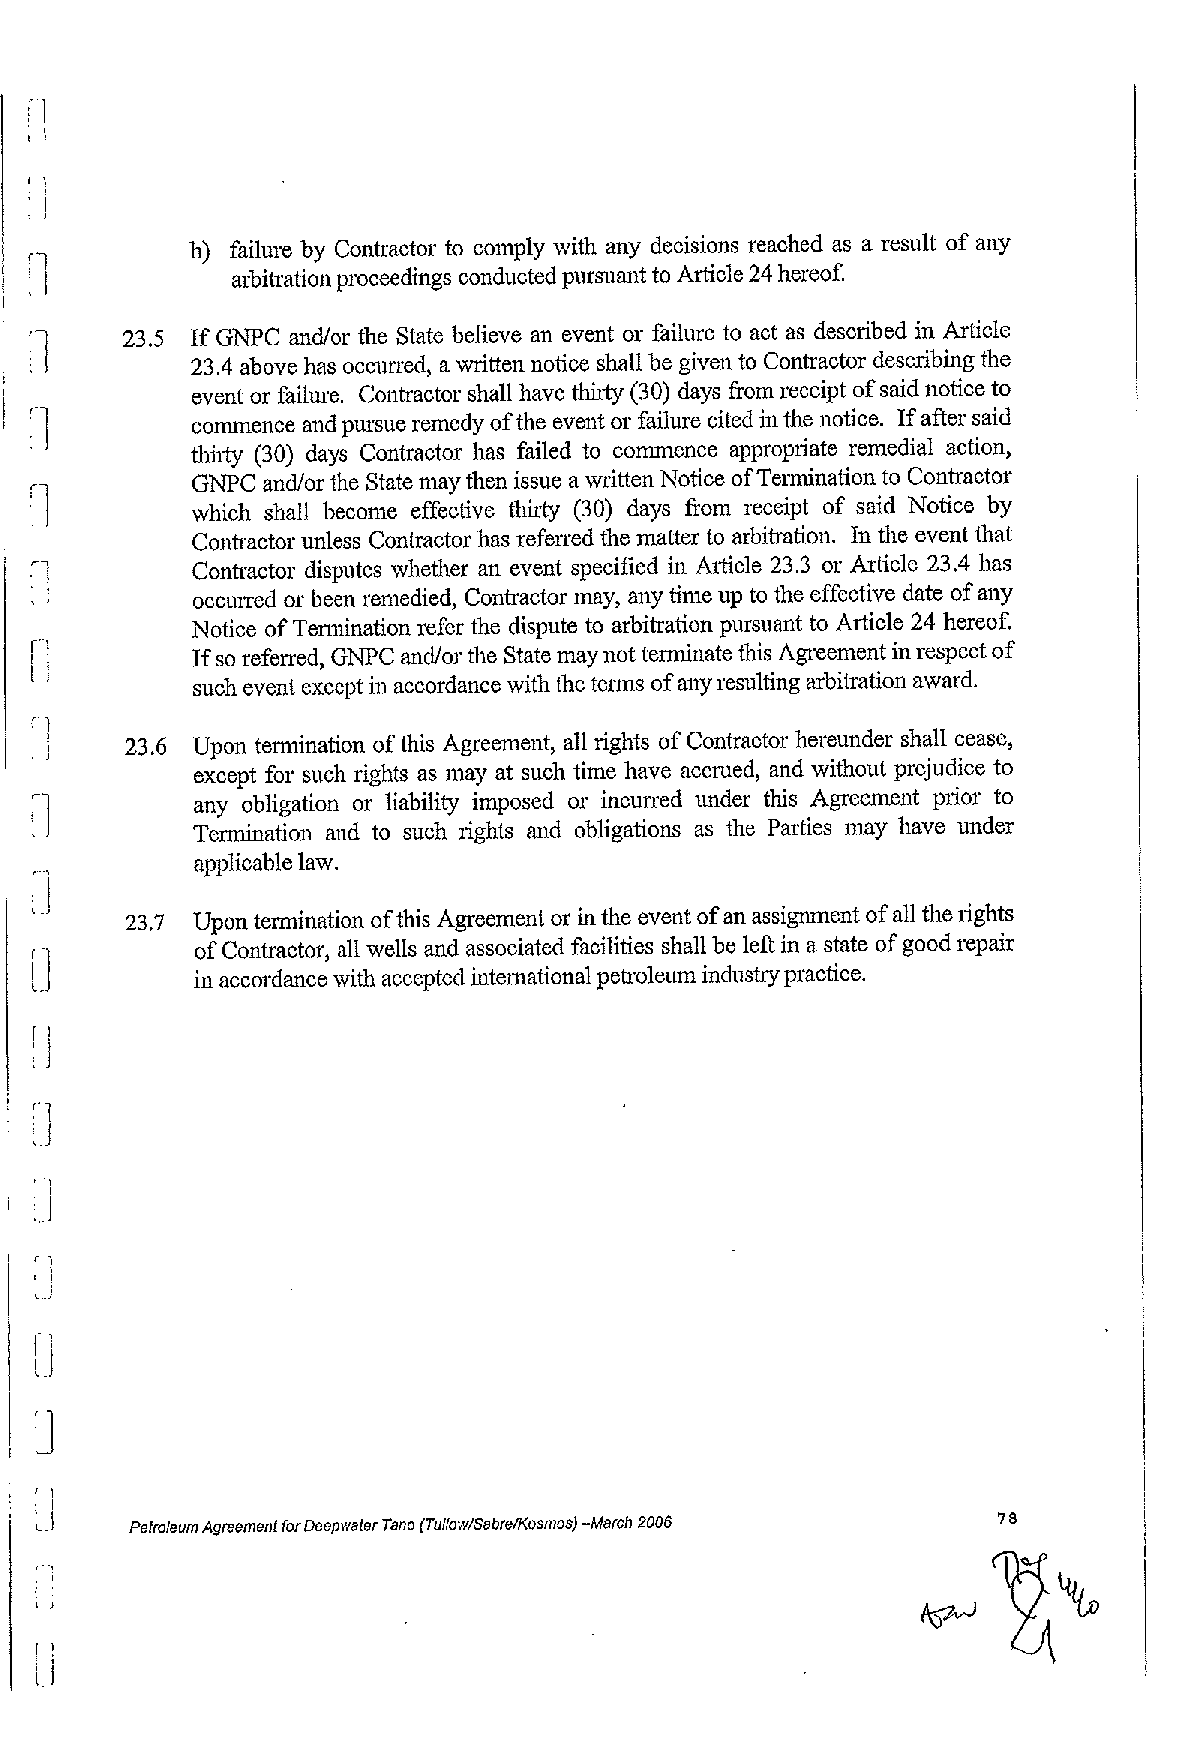 h) failure by Contractor to comply with any decisions reached as a result of any
arbitration proceedings conducted pursuant to Article 24 hereof.
23.5 If GNPC and/or the State believe an event or failure to act as described in Article
23.4 above has occurred, a written notice shall be given to Contractor describing the
event or failure. Contractor shall have thirty (30) days from receipt of said notice to
commence and pursue remedy of the event or failure cited in the notice. If after said
thirty (30) days Contractor has failed to commence appropriate remedial action,
GNPC and/or the State may then issue a written Notice of Termination to Contractor
which shall become effective thirty (30) days from receipt of said Notice by
Contractor unless Contractor has referred the matter to arbitration. In the event that
Contractor disputes whether an event specified in Article 23.3 or Article 23.4 has
occurred or been remedied, Contractor may, any time up to the effective date of any
Notice of Termination refer the dispute to arbitration pursuant to Article 24 hereof.
If so referred, GNPC and/or the State may not terminate this Agreement in respect of
such event except in accordance with the terms of any resulting arbitration award.
23.6 Upon termination of this Agreement, all rights of Contractor hereunder shall cease,
except for such rights as may at such time have accrued, and without prejudice to
any obligation or liability imposed or incurred under this Agreement prior to
Termination and to such rights and obligations as the Parties may have under
applicable law.
23.7 Upon termination of this Agreement or in the event of an assignment of all the rights
of Contractor, all wells and associated facilities shall be left in a state of good repair
in accordance with accepted international petroleum industry practice.
Petroleum Agreement for Deepwater Tano (Tullow/Sabre/Kosmos) –March 2006
78